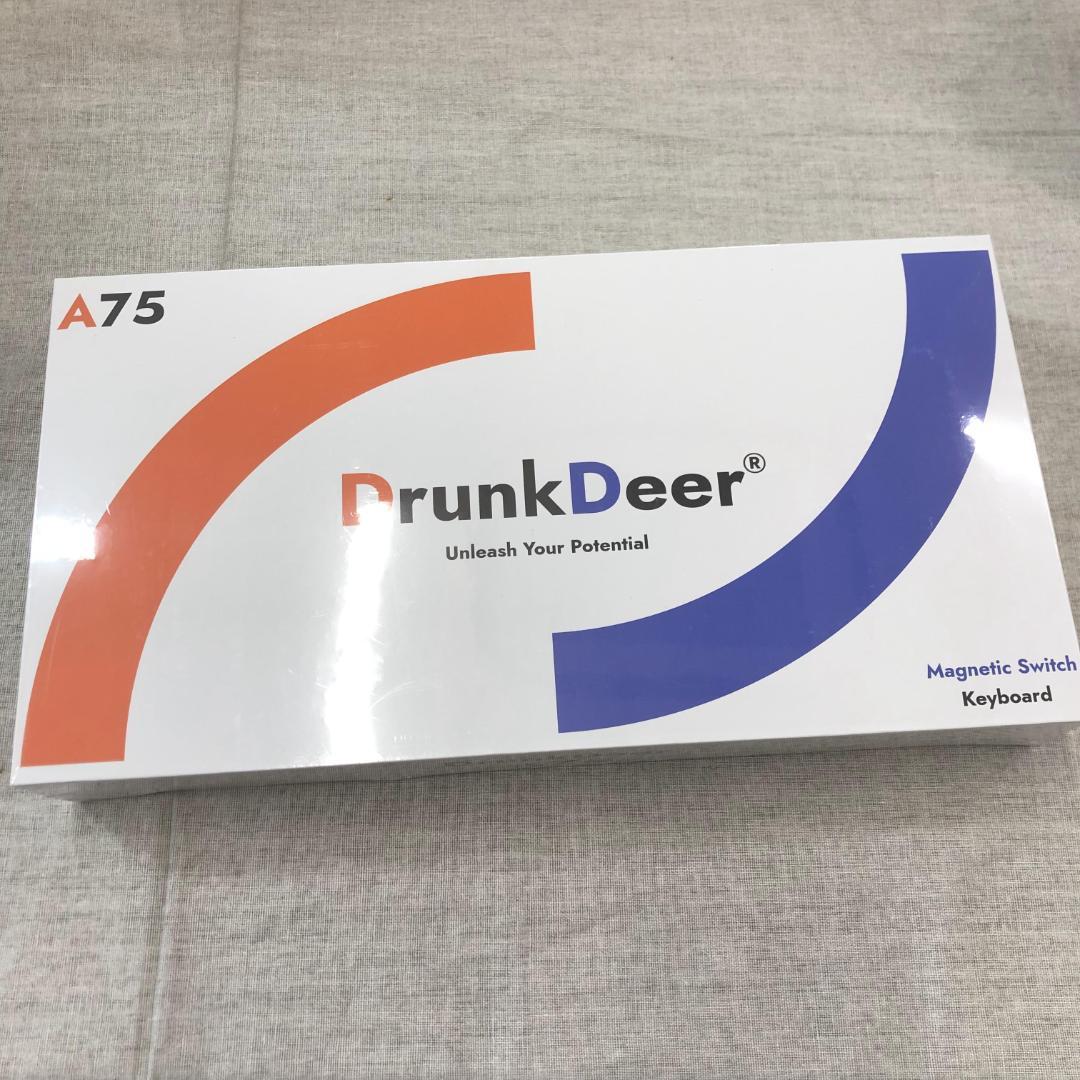 A75
DrunkDeer®
Unleash Your Potential
Magnetic Switch
Keyboard